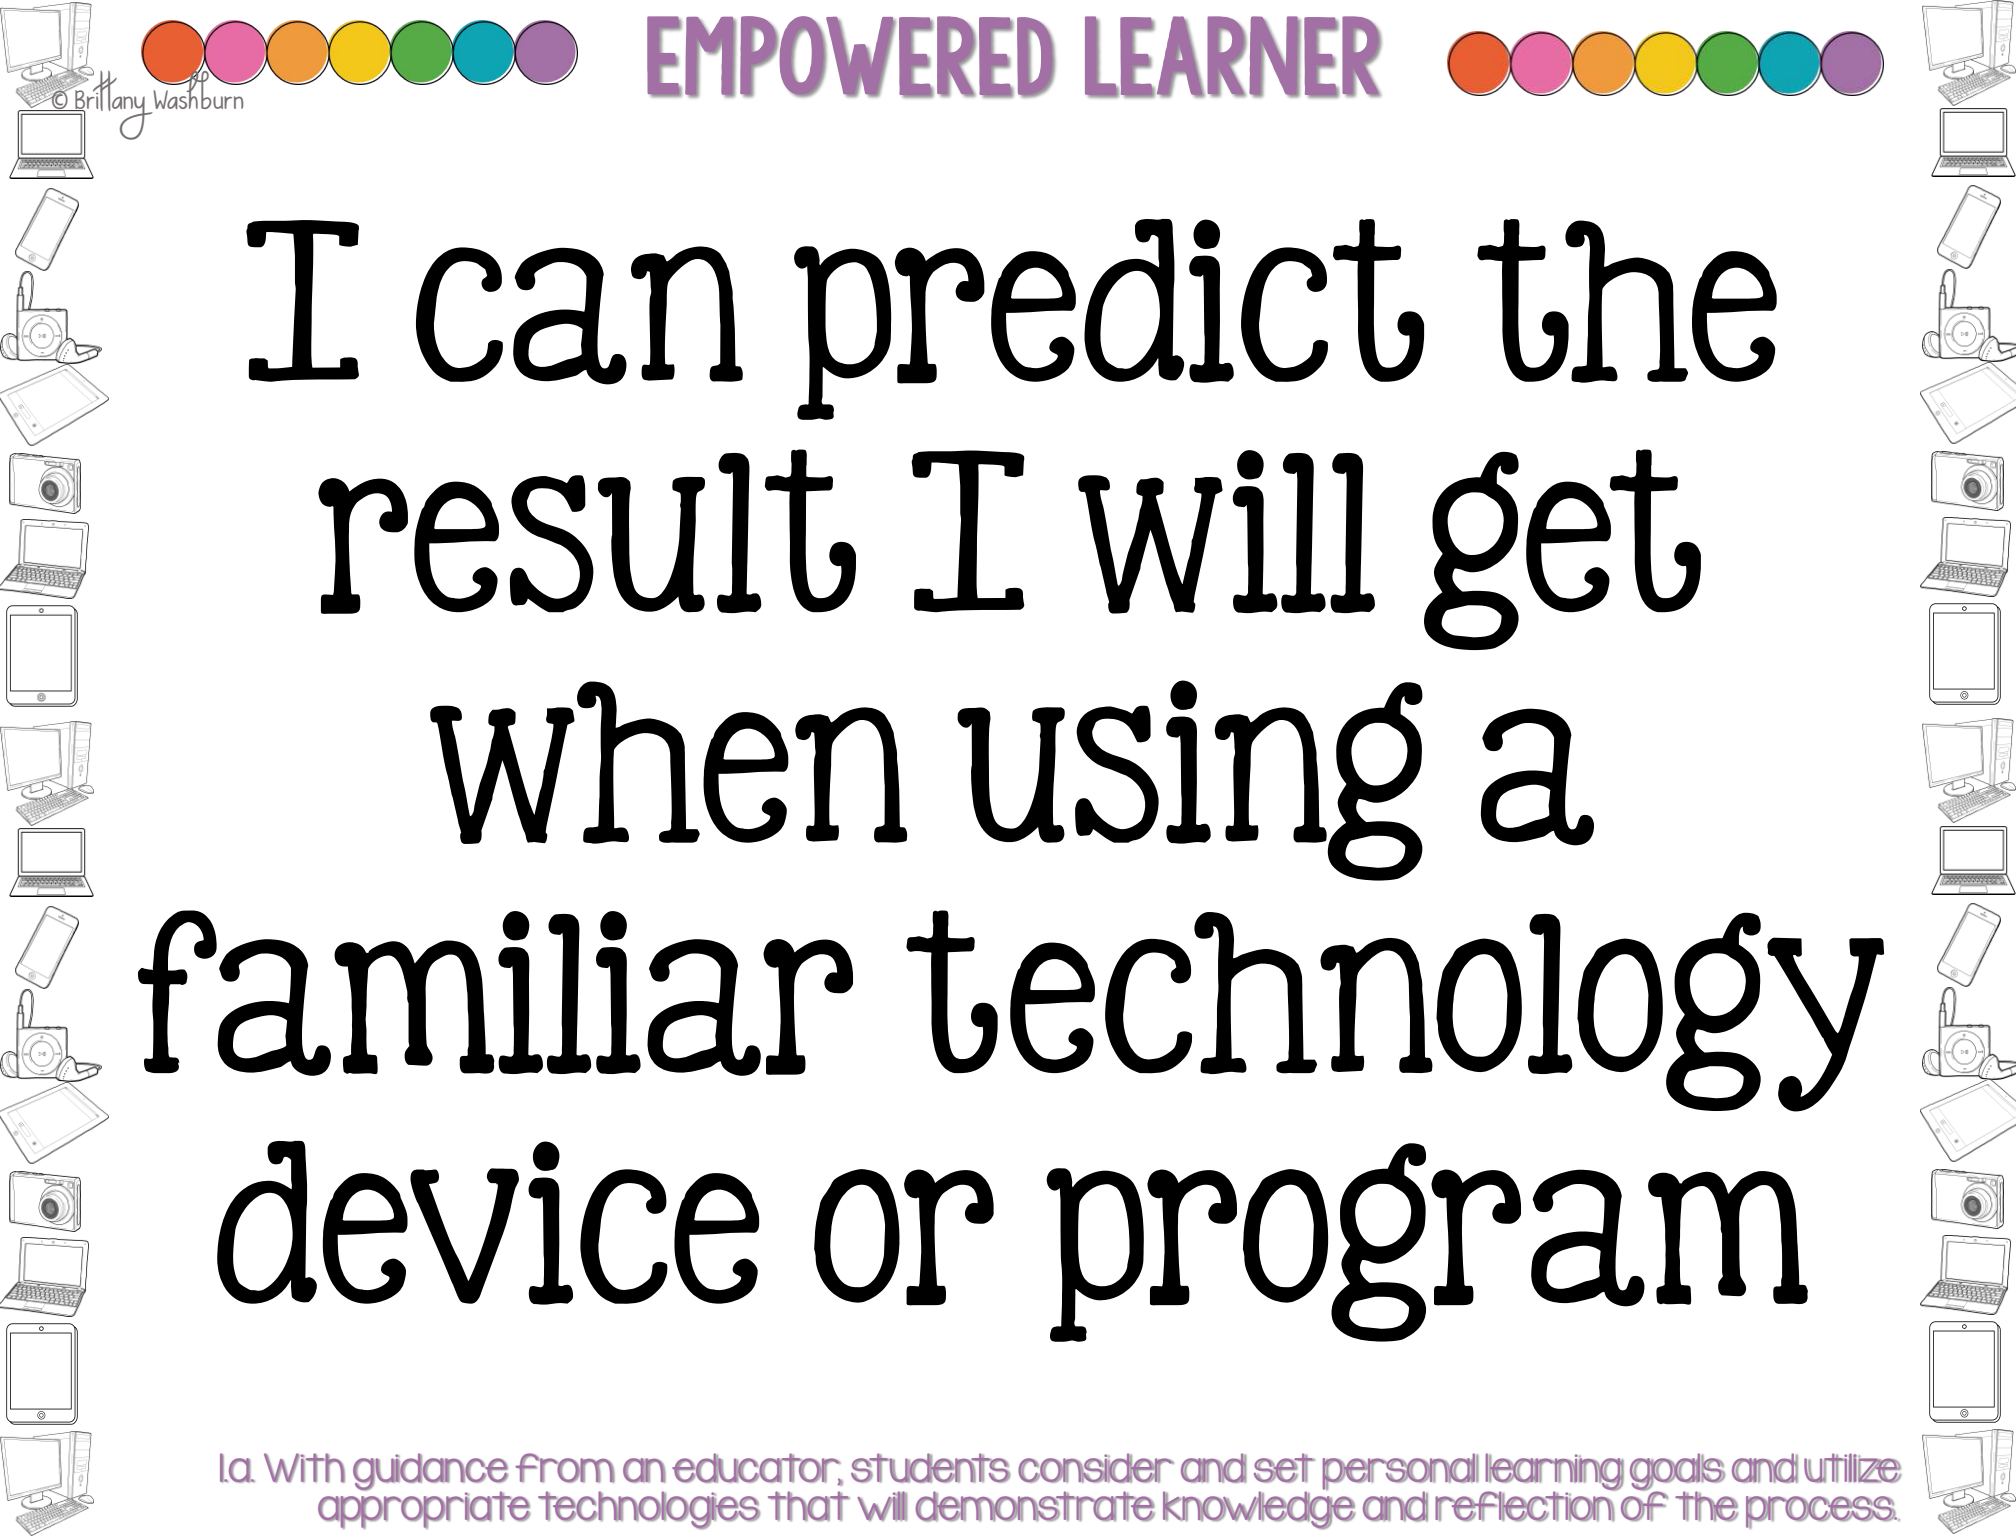 EMPOWERED LEARNER
© Brittany Washburn
I can predict the
result I will get
when using a
familiar technology
device or program
1.a. With guidance from an educator, students consider and set personal learning goals and utilize
appropriate technologies that will demonstrate knowledge and reflection of the process.